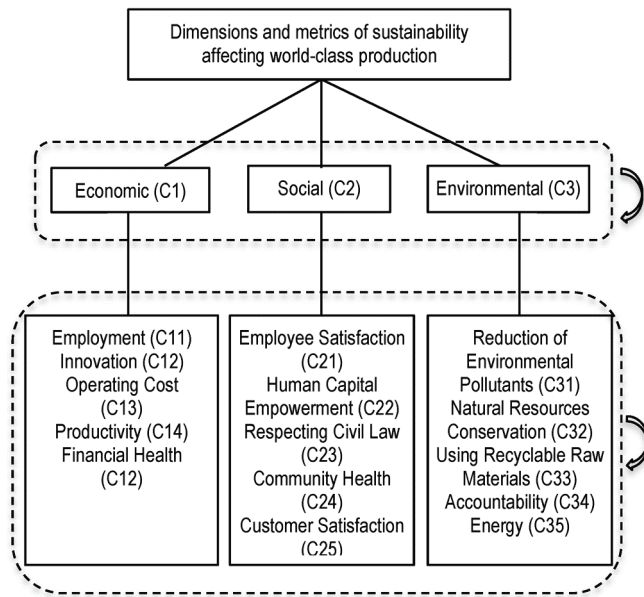 Dimensions and metrics of sustainability
affecting world-class production
Economic (C1)
Social (C2)
Environmental (C3)
Employment (C11)
Innovation (C12)
Operating Cost
(C13)
Productivity (C14)
Financial Health
(C12)
Employee Satisfaction
(C21)
Human Capital
Empowerment (C22)
Respecting Civil Law
(C23)
Community Health
(C24)
Customer Satisfaction
(C25)
Reduction of
Environmental
Pollutants (C31)
Natural Resources
Conservation (C32)
Using Recyclable Raw
Materials (C33)
Accountability (C34)
Energy (C35)